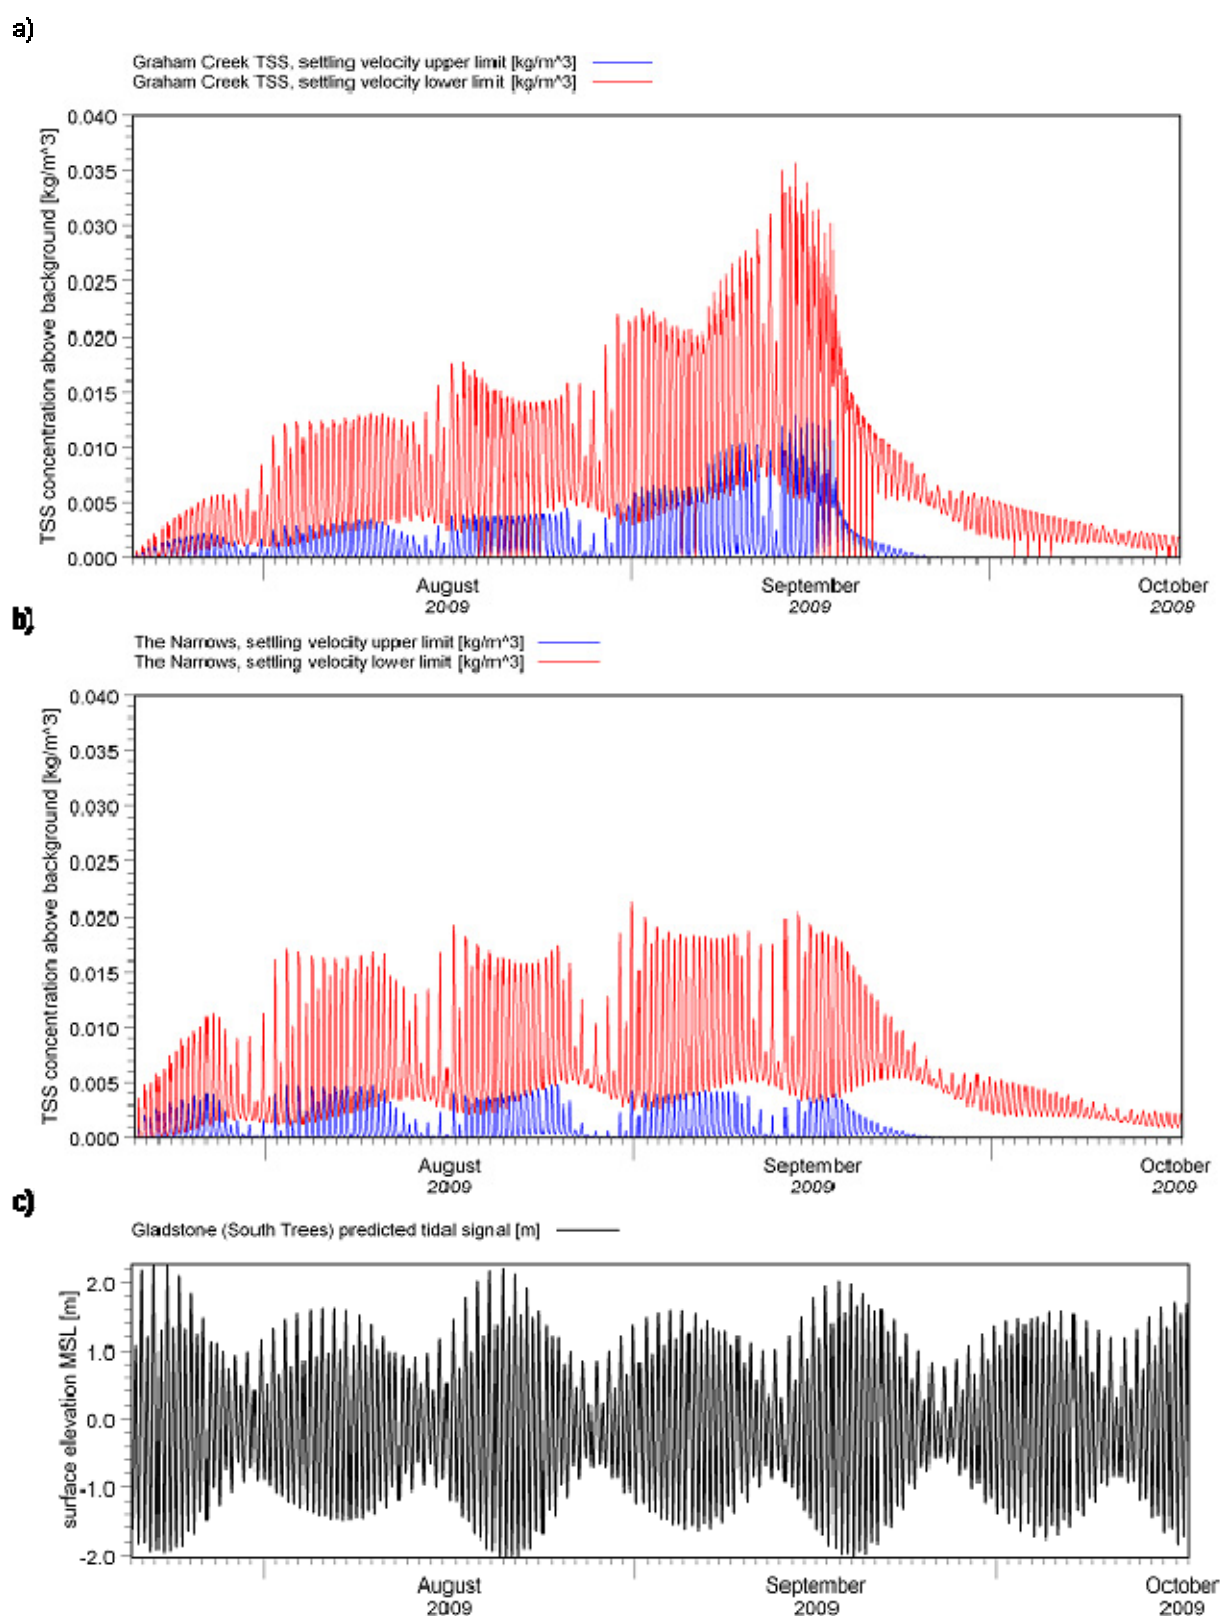 a)
Graham Creek TSS, settling velocity upper limit [kg/m^3]
Graham Creek TSS, settling velocity lower limit [kg/m^3]
TSS concentration above background [kg/m^3]
0.040
0.035
0.030
0.025
0.020
0.015
0.010
0.005
0.000
August September October
2009 2009 2009
b)
The Narrows, settling velocity upper limit [kg/m^3]
The Narrows, settling velocity lower limit [kg/m^3]
TSS concentration above background [kg/m^3]
0.040
0.035
0.030
0.025
0.020
0.015
0.010
0.005
0.000
August September October
2009 2009 2009
c)
Gladstone (South Trees) predicted tidal signal [m]
surface elevation MSL [m]
2.0
1.0
0.0
-1.0
-2.0
August September October
2009 2009 2009